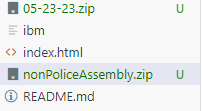 05-23-23.zip U
ibm
<> index.html
nonPoliceAssembly.zip U
README.md